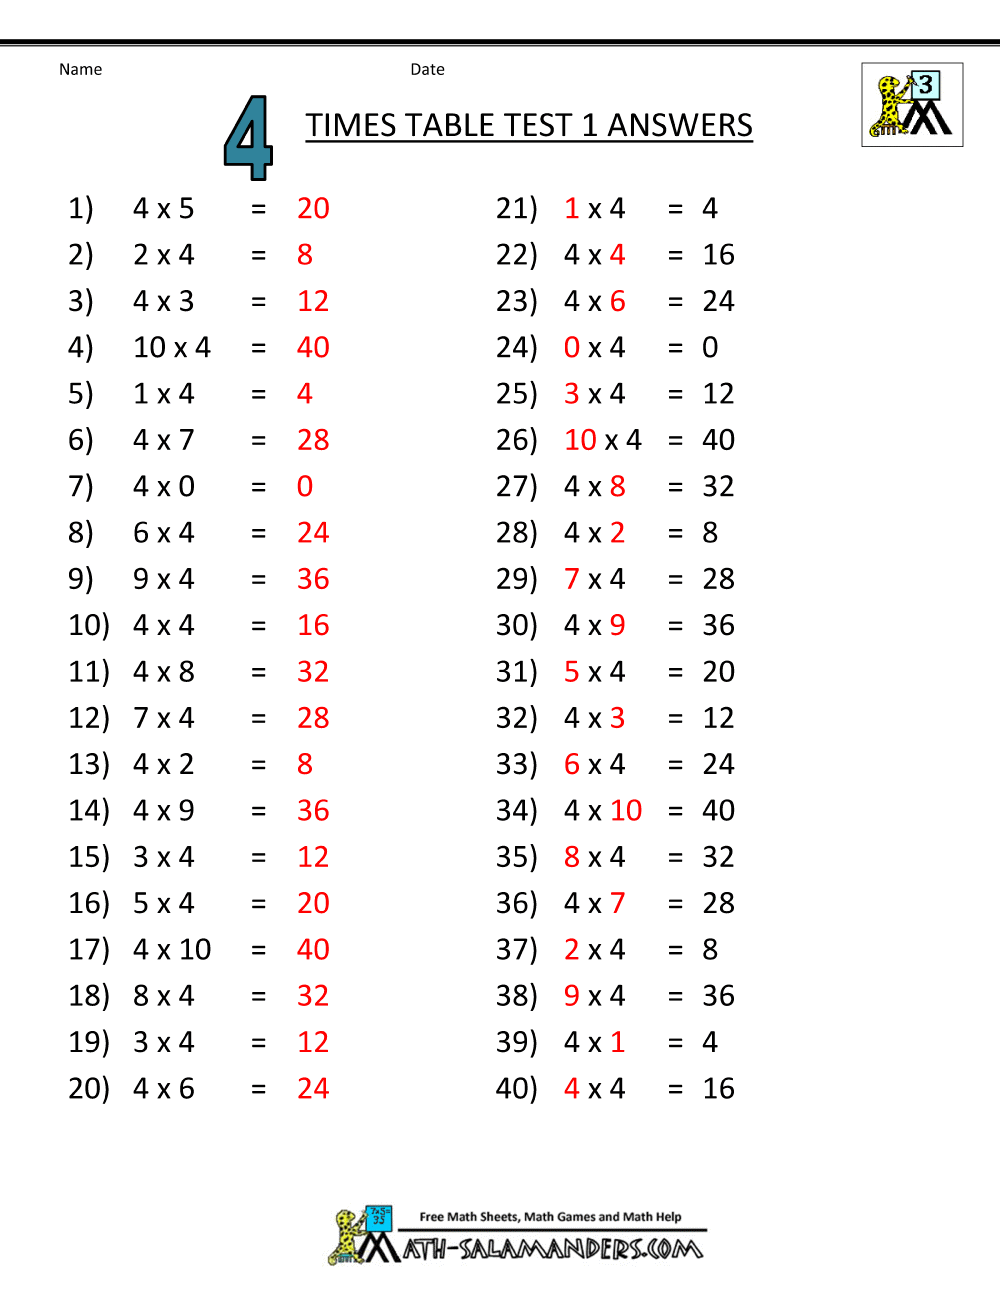 Name Date
3
4 TIMES TABLE TEST 1 ANSWERS
1) 4 x 5 = 20
2) 2 x 4 = 8
3) 4 x 3 = 12
4) 10 x 4 = 40
5) 1 x 4 = 4
6) 4 x 7 = 28
7) 4 x 0 = 0
8) 6 x 4 = 24
9) 9 x 4 = 36
10) 4 x 4 = 16
11) 4 x 8 = 32
12) 7 x 4 = 28
13) 4 x 2 = 8
14) 4 x 9 = 36
15) 3 x 4 = 12
16) 5 x 4 = 20
17) 4 x 10 = 40
18) 8 x 4 = 32
19) 3 x 4 = 12
20) 4 x 6 = 24
21) 1 x 4 = 4
22) 4 x 4 = 16
23) 4 x 6 = 24
24) 0 x 4 = 0
25) 3 x 4 = 12
26) 10 x 4 = 40
27) 4 x 8 = 32
28) 4 x 2 = 8
29) 7 x 4 = 28
30) 4 x 9 = 36
31) 5 x 4 = 20
32) 4 x 3 = 12
33) 6 x 4 = 24
34) 4 x 10 = 40
35) 8 x 4 = 32
36) 4 x 7 = 28
37) 2 x 4 = 8
38) 9 x 4 = 36
39) 4 x 1 = 4
40) 4 x 4 = 16
7x5=
35
Free Math Sheets, Math Games and Math Help
MATH-SALAMANDERS.COM